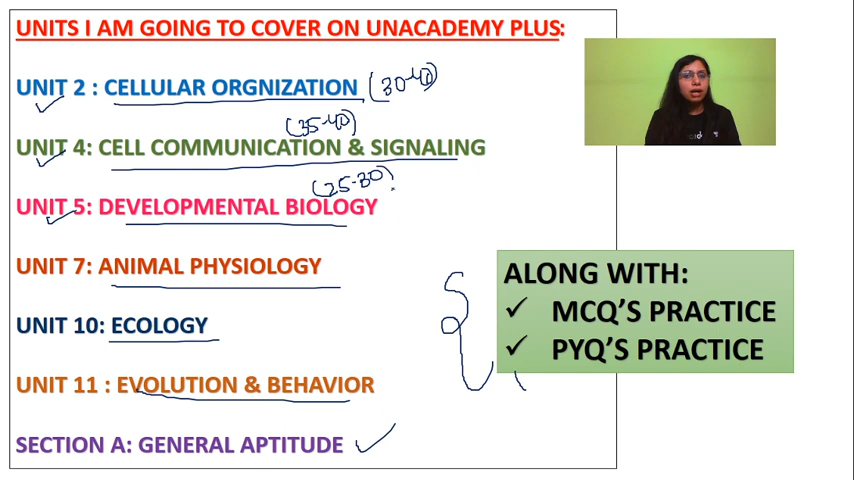 UNITS I AM GOING TO COVER ON UNACADEMY PLUS:
UNIT 2 : CELLULAR ORGNIZATION (30-40)
(35-40)
UNIT 4: CELL COMMUNICATION & SIGNALING
(25-30)
UNIT 5: DEVELOPMENTAL BIOLOGY
UNIT 7: ANIMAL PHYSIOLOGY
UNIT 10: ECOLOGY
UNIT 11 : EVOLUTION & BEHAVIOR
SECTION A: GENERAL APTITUDE
ALONG WITH:
✓ MCQ'S PRACTICE
✓ PYQ'S PRACTICE